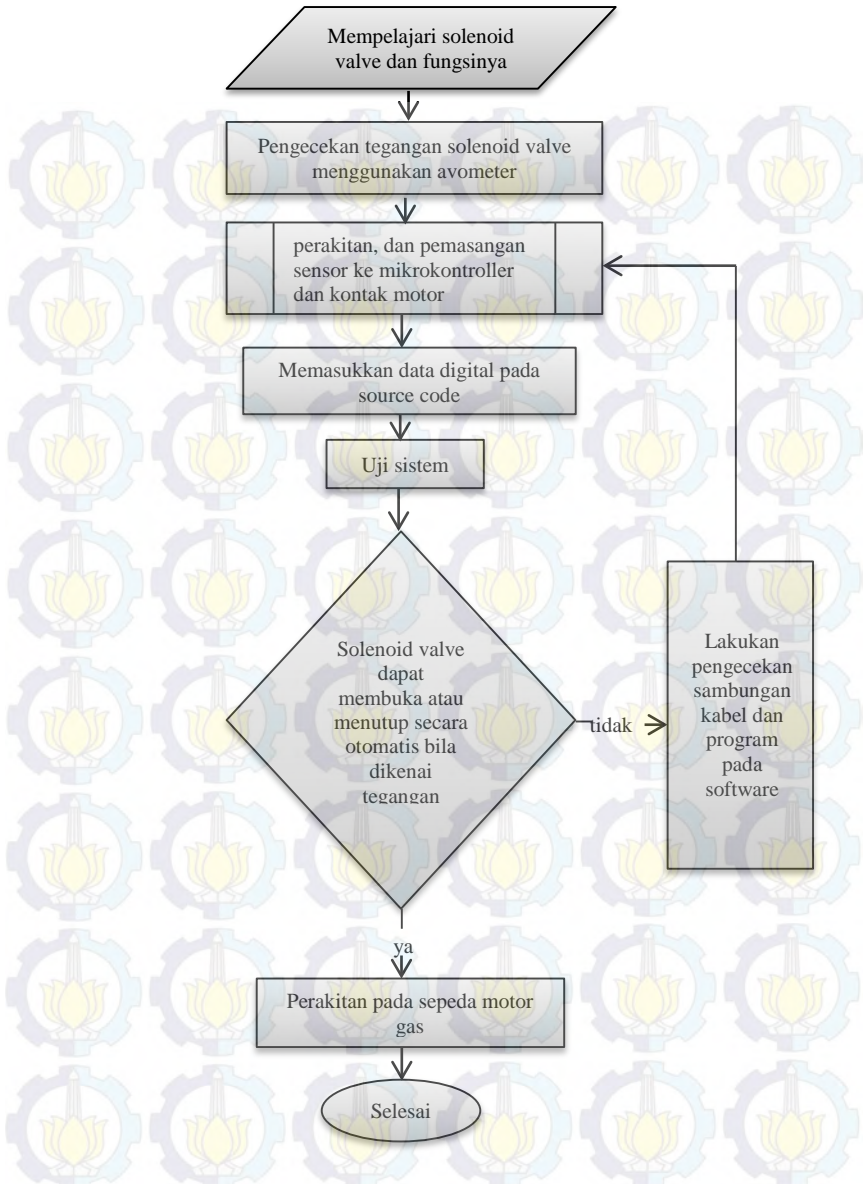 Mempelajari solenoid
valve dan fungsinya
Pengecekan tegangan solenoid valve
menggunakan avometer
perakitan, dan pemasangan
sensor ke mikrokontroller
dan kontak motor
Memasukkan data digital pada
source code
Uji sistem
Solenoid valve
dapat
membuka atau
menutup secara
otomatis bila
dikenai
tegangan
tidak
Lakukan
pengecekan
sambungan
kabel dan
program
pada
software
ya
Perakitan pada sepeda motor
gas
Selesai